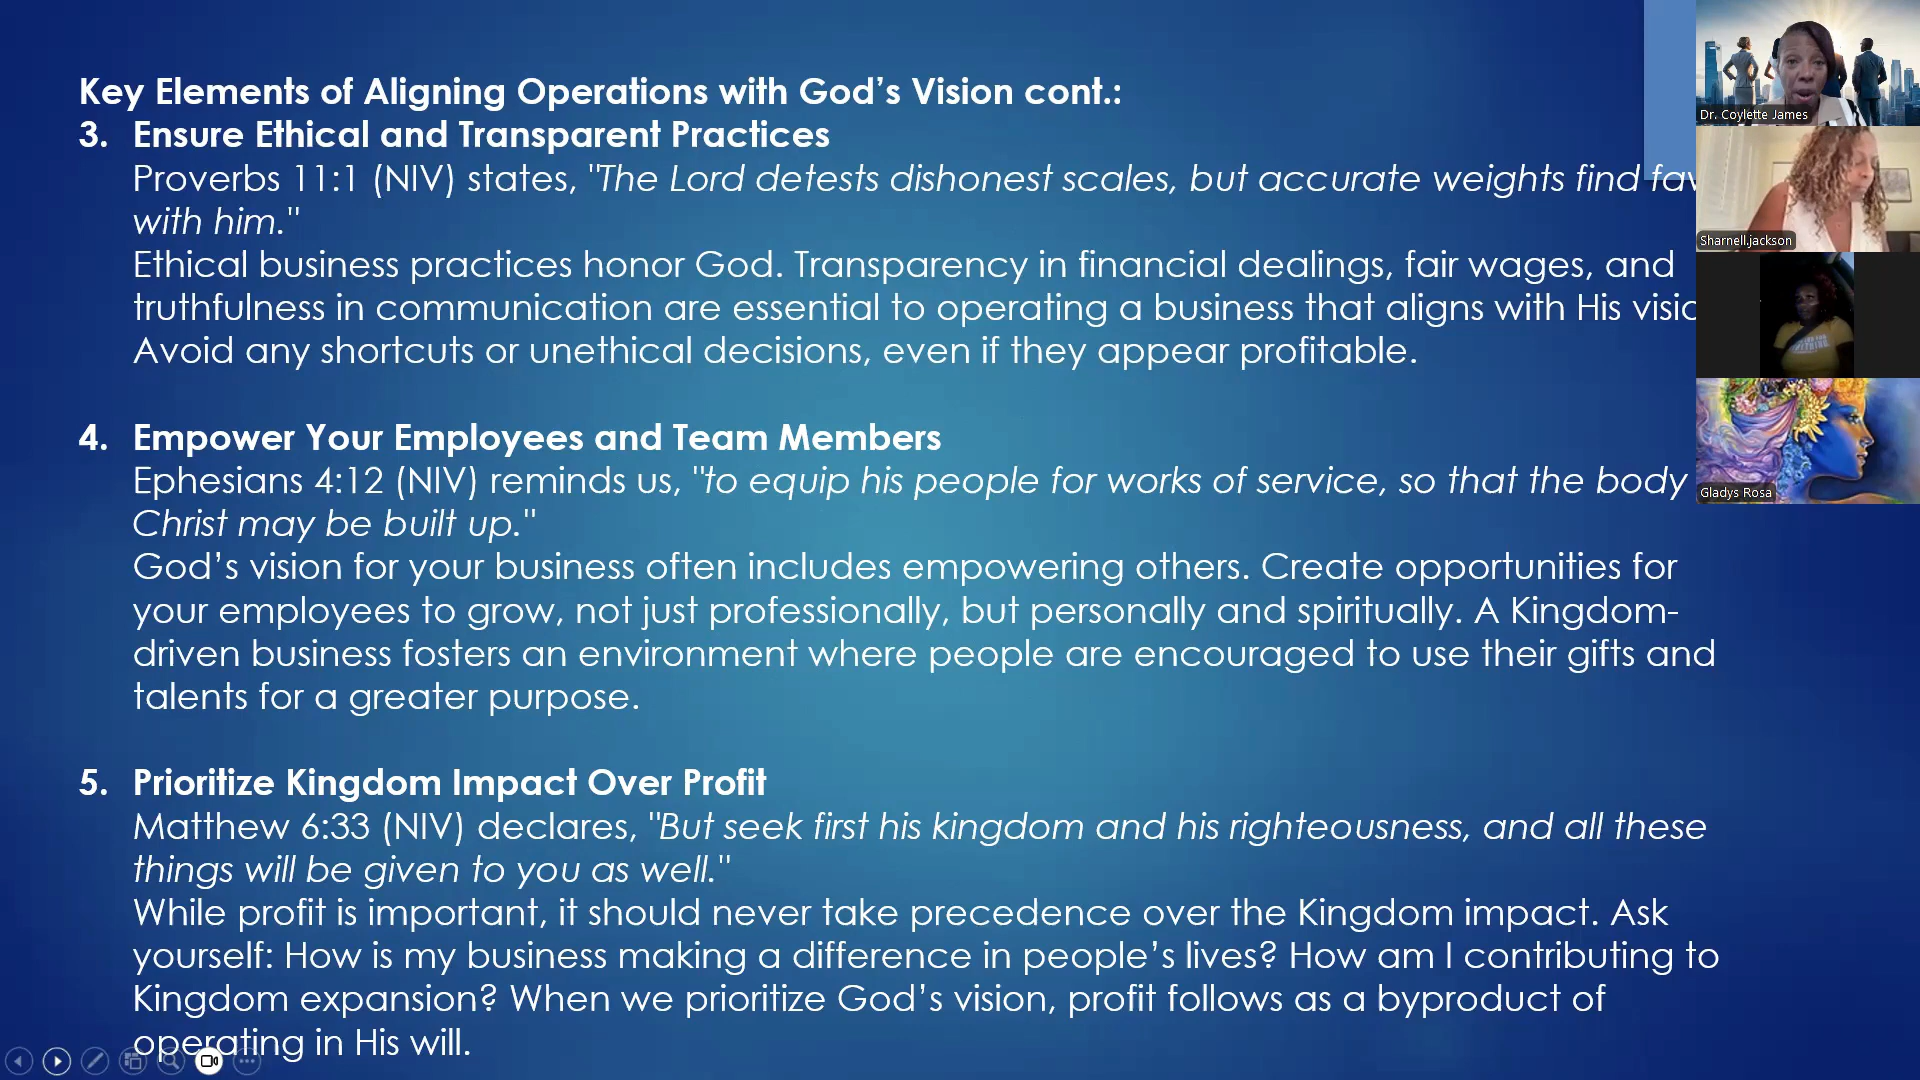 Key Elements of Aligning Operations with God’s Vision cont.:
3. Ensure Ethical and Transparent Practices
Proverbs 11:1 (NIV) states, "The Lord detests dishonest scales, but accurate weights find fav
with him."
Ethical business practices honor God. Transparency in financial dealings, fair wages, and
truthfulness in communication are essential to operating a business that aligns with His visio
Avoid any shortcuts or unethical decisions, even if they appear profitable.
4. Empower Your Employees and Team Members
Ephesians 4:12 (NIV) reminds us, "to equip his people for works of service, so that the body
Christ may be built up."
God’s vision for your business often includes empowering others. Create opportunities for
your employees to grow, not just professionally, but personally and spiritually. A Kingdom-
driven business fosters an environment where people are encouraged to use their gifts and
talents for a greater purpose.
5. Prioritize Kingdom Impact Over Profit
Matthew 6:33 (NIV) declares, "But seek first his kingdom and his righteousness, and all these
things will be given to you as well."
While profit is important, it should never take precedence over the Kingdom impact. Ask
yourself: How is my business making a difference in people’s lives? How am I contributing to
Kingdom expansion? When we prioritize God’s vision, profit follows as a byproduct of
operating in His will.
Dr. Coylette James
Sharnell.jackson
Gladys Rosa